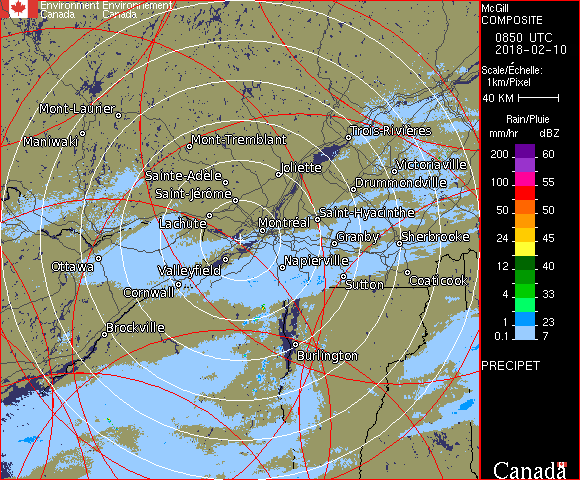 Environment Environnement
Canada Canada
McGill
COMPOSITE
0850 UTC
2018-02-10
Scale/Échelle:
1km/Pixel
40 KM
Rain/Pluie
mm/hr dBZ
200 60
150 57
100 55
50 50
24 45
12 40
4 33
1 23
0.1 7
PRECIPET
Canada
Mont-Laurier
Maniwaki
Mont-Tremblant
Trois-Rivières
Sainte-Adèle
Joliette
Victoriaville
Saint-Jérôme
Drummondville
Lachute
Montréal
Saint-Hyacinthe
Granby
Sherbrooke
Ottawa
Valleyfield
Napierville
Cornwall
Sutton
Coaticook
Brockville
Burlington